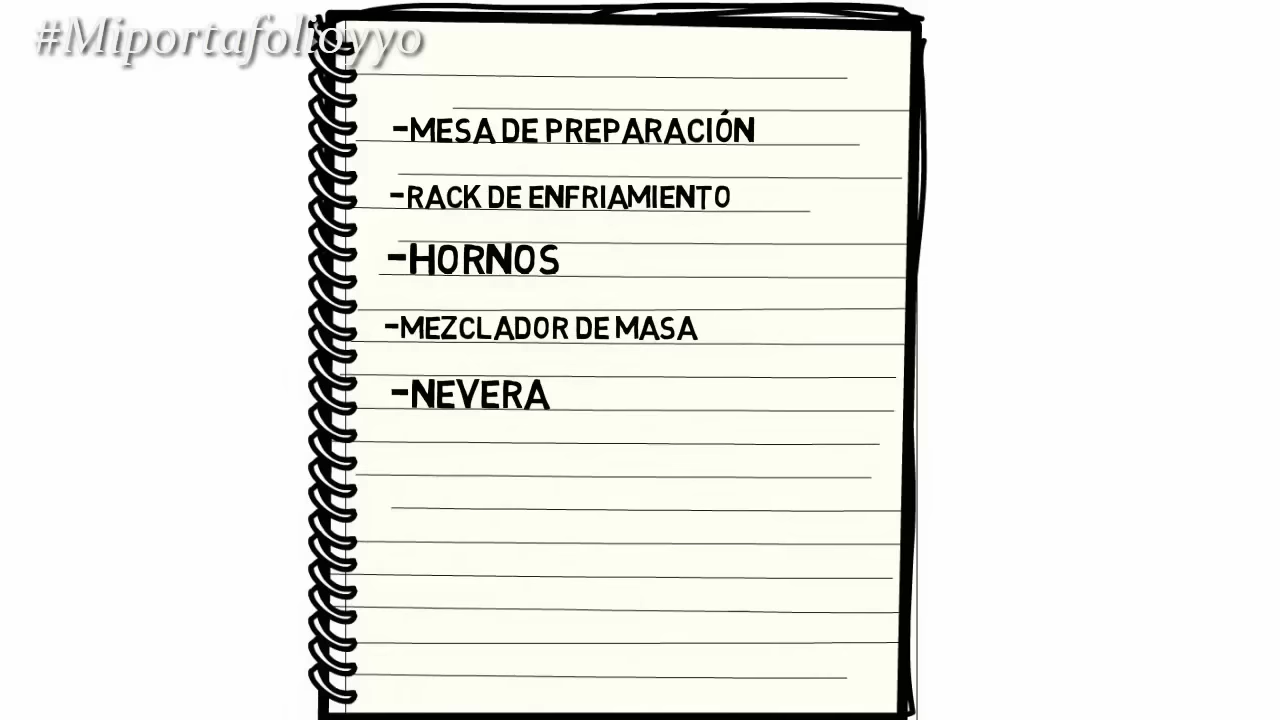 #Miportafolioyyo
-MESA DE PREPARACIÓN
-RACK DE ENFRIAMIENTO
-HORNOS
-MEZCLADOR DE MASA
-NEVERA